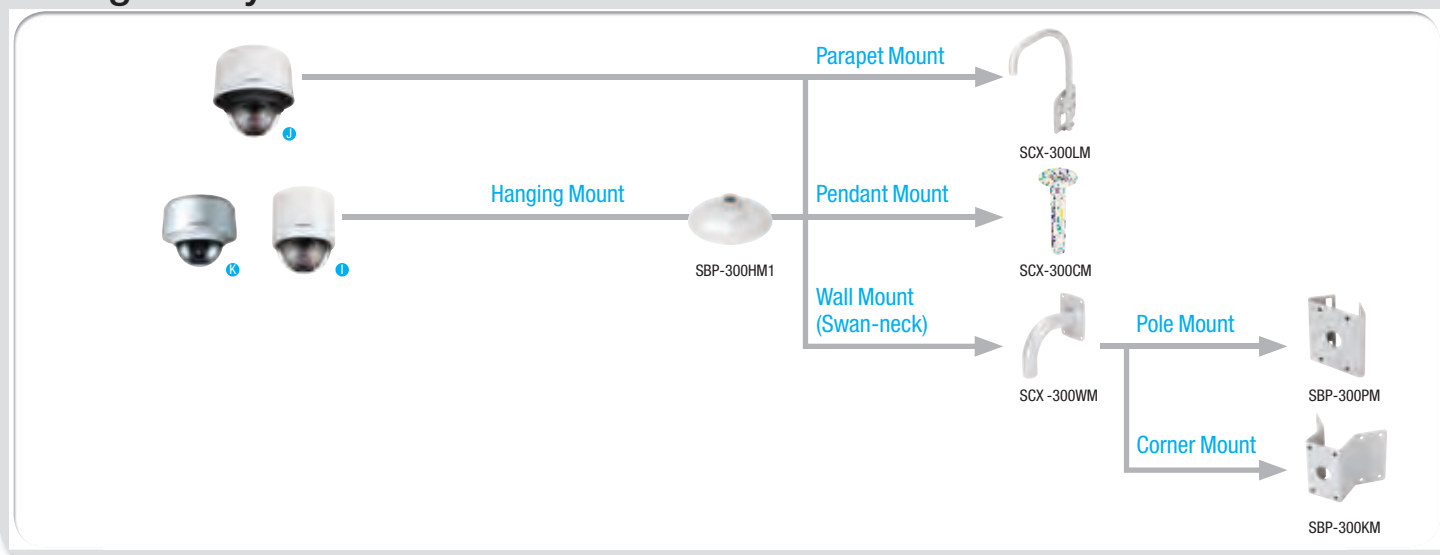 Parapet Mount
J
SCX-300LM
Hanging Mount
Pendant Mount
K
I
SBP-300HM1
SCX-300CM
Wall Mount
(Swan-neck)
Pole Mount
SCX -300WM
SBP-300PM
Corner Mount
SBP-300KM